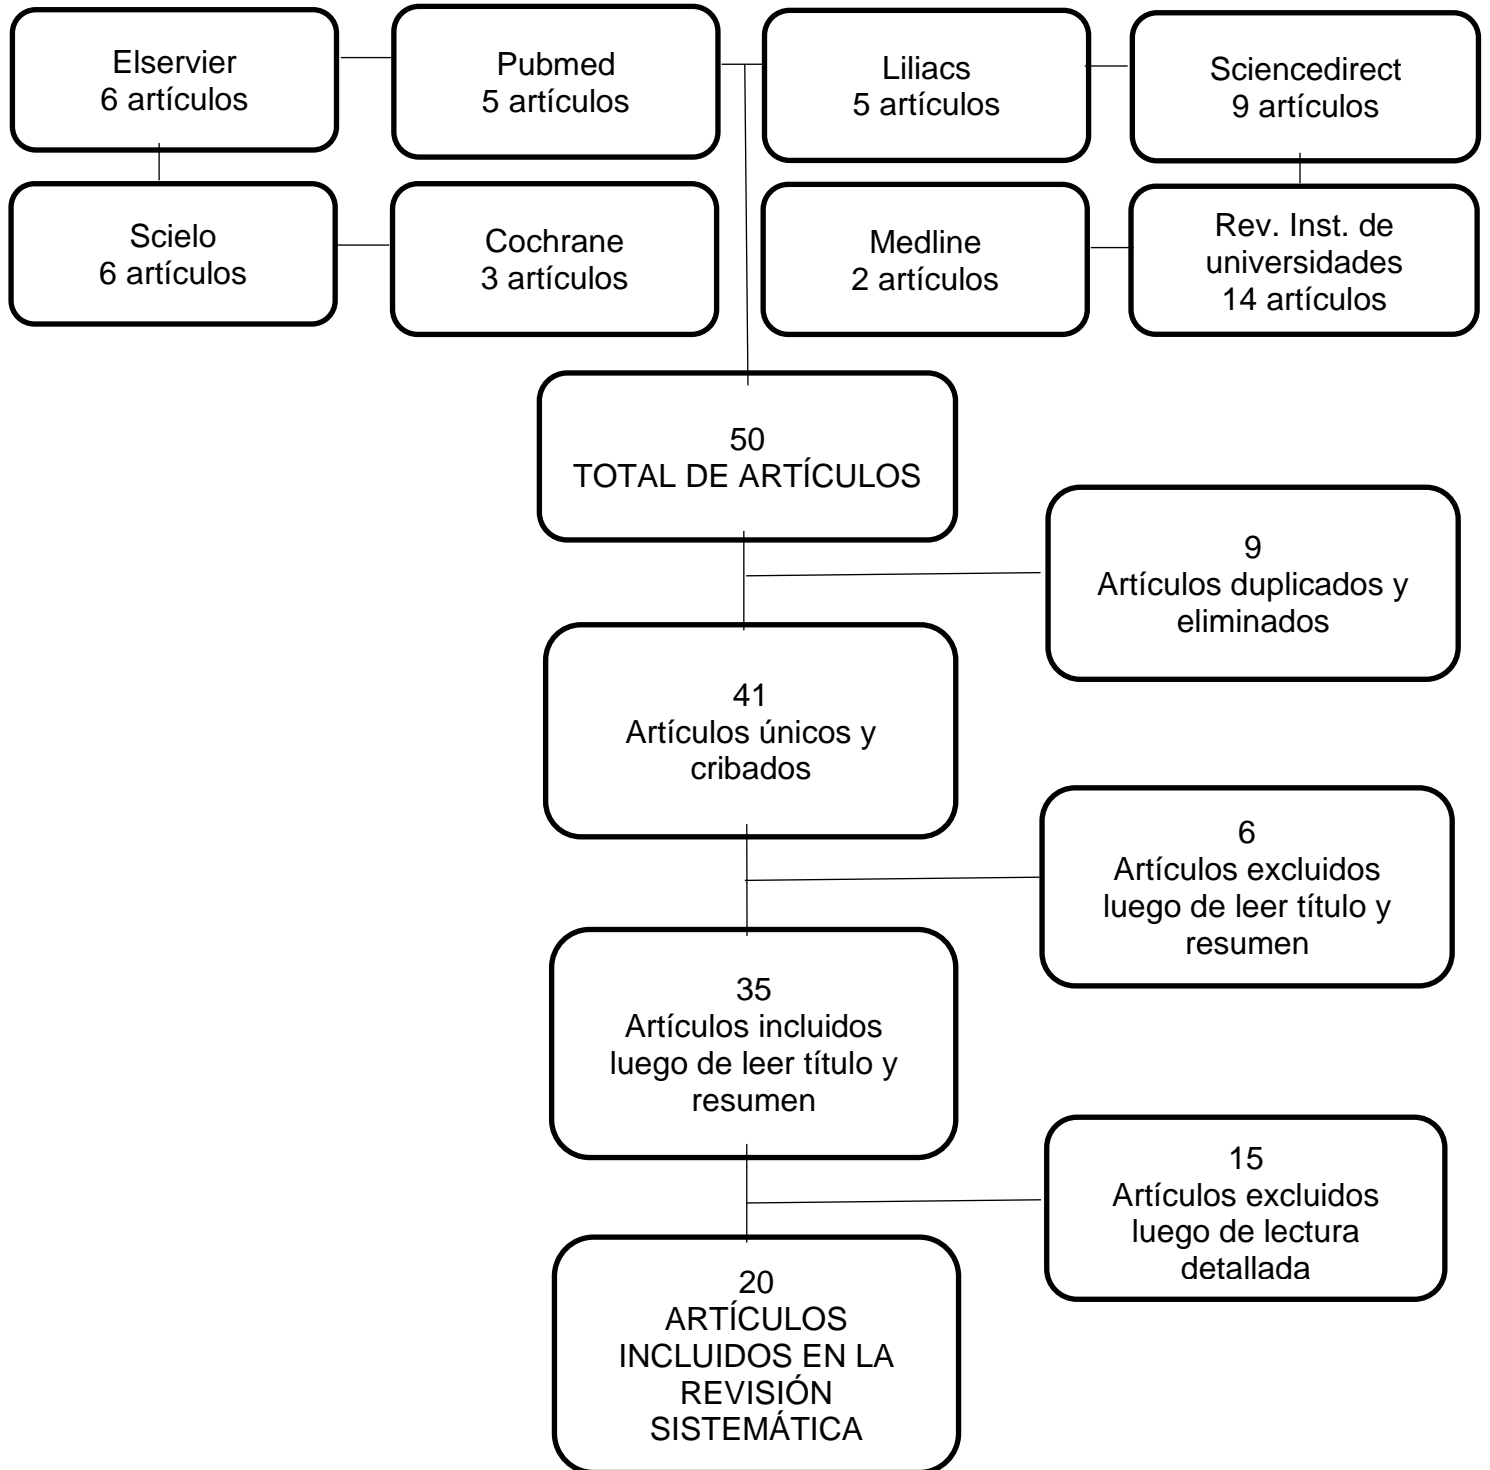 Elservier
6 artículos
Pubmed
5 artículos
Liliacs
5 artículos
Sciencedirect
9 artículos
Scielo
6 artículos
Cochrane
3 artículos
Medline
2 artículos
Rev. Inst. de
universidades
14 artículos
50
TOTAL DE ARTÍCULOS
9
Artículos duplicados y
eliminados
41
Artículos únicos y
cribados
6
Artículos excluidos
luego de leer título y
resumen
35
Artículos incluidos
luego de leer título y
resumen
15
Artículos excluidos
luego de lectura
detallada
20
ARTÍCULOS
INCLUIDOS EN LA
REVISIÓN
SISTEMÁTICA